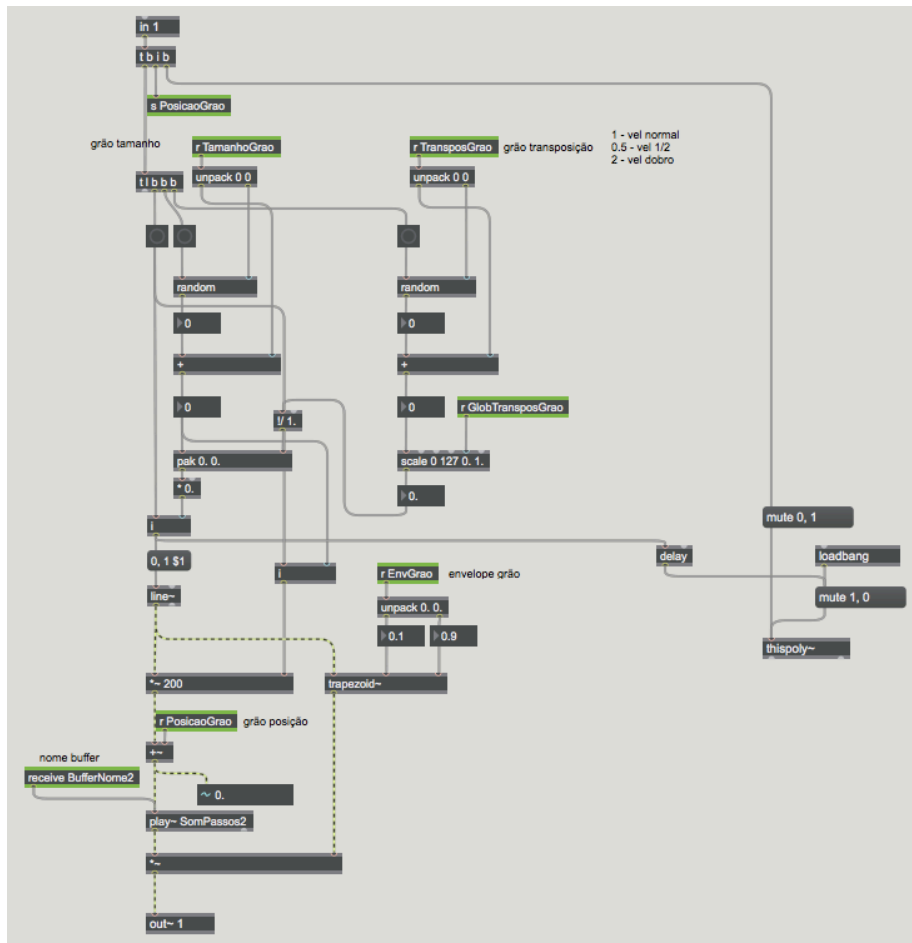 in 1
t b i b
s PosicaoGrao
grão tamanho
r TamanhoGrao
r TransposGrao
grão transposição
1 - vel normal
0.5 - vel 1/2
2 - vel dobro
unpack 0 0
unpack 0 0
t l b b b
random
random
0
0
+
+
0
0
r GlobTransposGrao
!/ 1.
pak 0. 0.
scale 0 127 0. 1.
* 0.
0.
i
mute 0, 1
0, 1 $1
delay
loadbang
i
r EnvGrao
envelope grão
line~
unpack 0. 0.
mute 1, 0
0.1
0.9
thispoly~
*~ 200
trapezoid~
r PosicaoGrao
grão posição
+~
nome buffer
receive BufferNome2
~ 0.
play~ SomPassos2
*~
out~ 1